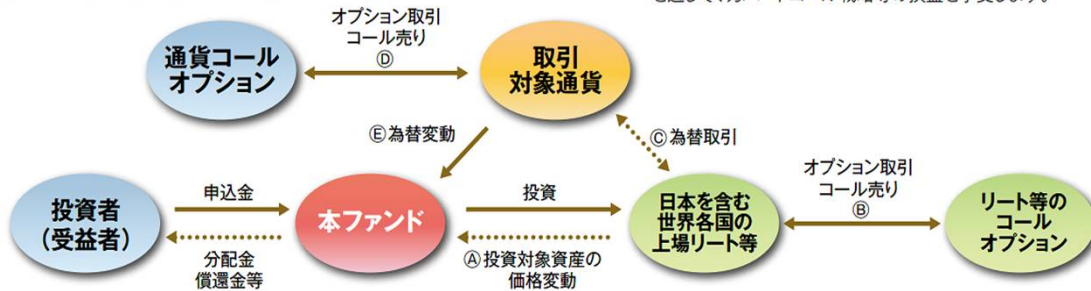 オプション取引
コール売り
Ⓓ
通貨コール
オプション
取引
対象通貨
Ⓔ為替変動
Ⓒ為替取引
オプション取引
コール売り
Ⓑ
投資者
(受益者)
申込金
分配金
償還金等
本ファンド
投資
Ⓐ投資対象資産の
価格変動
日本を含む
世界各国の
上場リート等
リート等の
コール
オプション